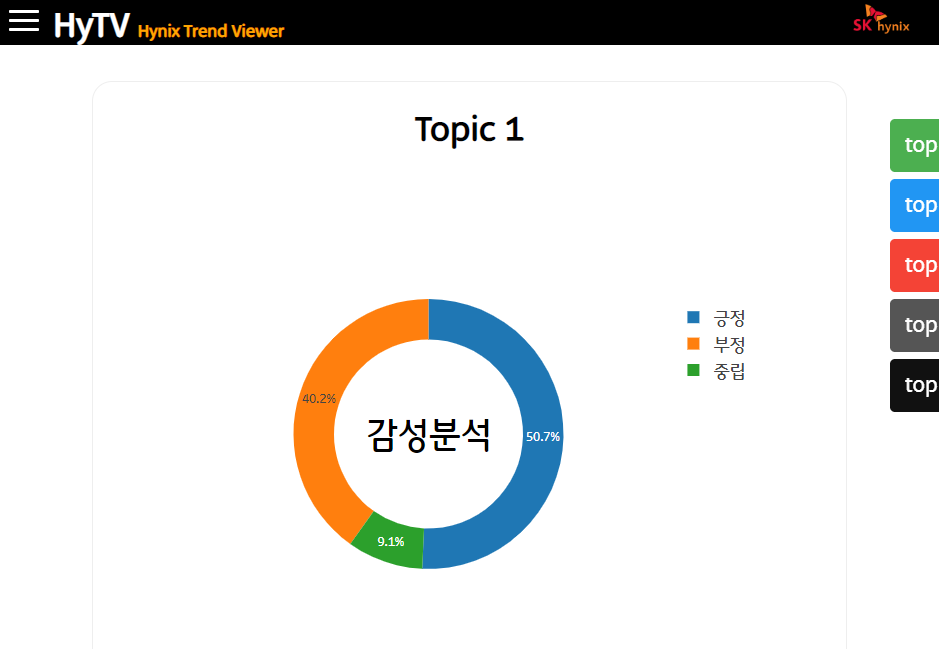 HyTV Hynix Trend Viewer
SK hynix
Topic 1
top
top
top
top
top
긍정
부정
중립
40.2%
감성분석
50.7%
9.1%